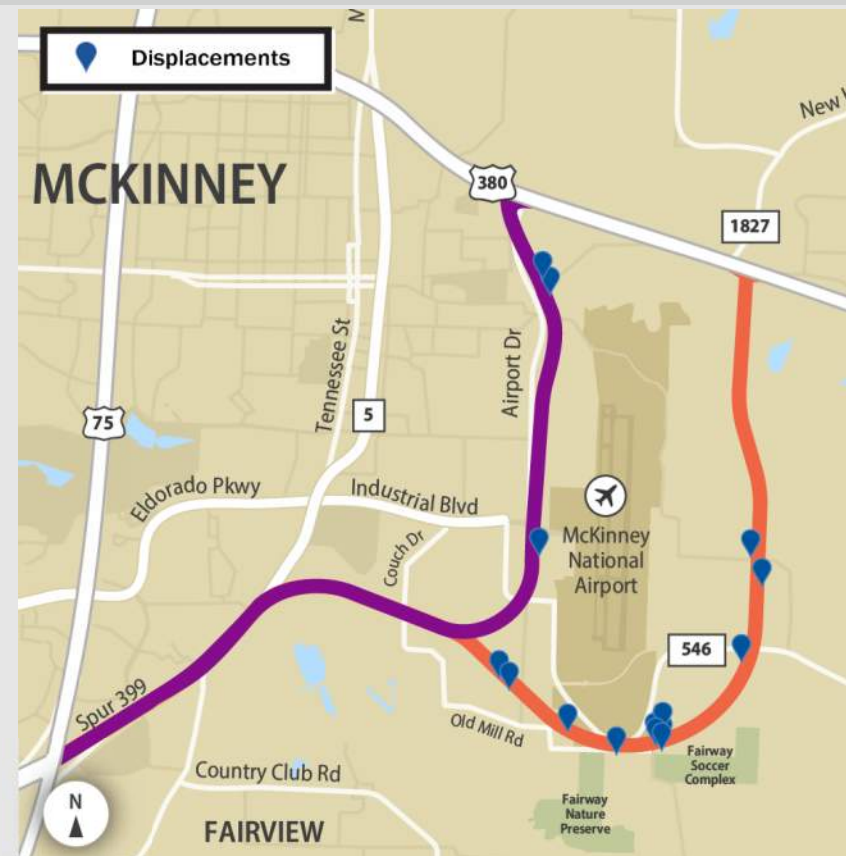 Displacements
N
MCKINNEY
380
New
1827
Tennessee St
Airport Dr
75
5
Eldorado Pkwy
Industrial Blvd
Couch Dr
McKinney
National
Airport
546
Spur 399
Old Mill Rd
Fairway
Soccer
Complex
Country Club Rd
Fairway
Nature
Preserve
N
FAIRVIEW